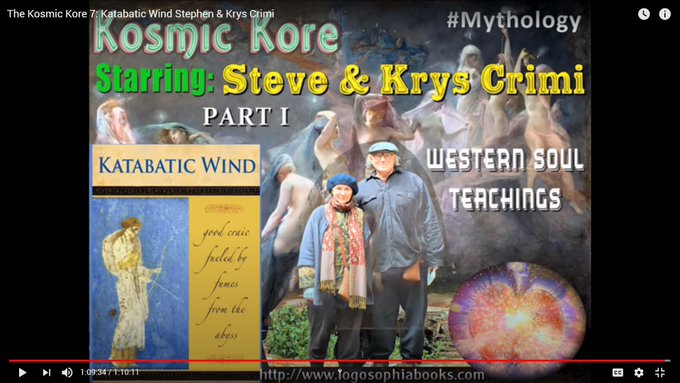 The Kosmic Kore 7: Katabatic Wind Stephen & Krys Crimi
Kosmic Kore
#Mythology
Starring: Steve & Krys Crimi
PART I
KATABATIC WIND
WESTERN SOUL
TEACHINGS
good craic
fueled by
fumes
from the
abyss
1:09:34 / 1:10:11
http://www.logosophiabooks.com